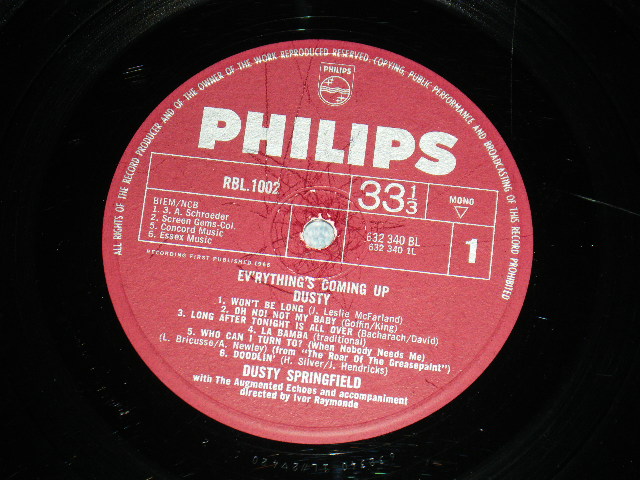 ALL RIGHTS OF THE RECORD PRODUCER AND OF THE OWNER OF THE WORK REPRODUCED RESERVED. COPYING, PUBLIC PERFORMANCE AND BROADCASTING OF THIS RECORD PROHIBITED
PHILIPS
PHILIPS
RBL.1002
33 1/3
MONO
BIEM/NCB
1. 3. A. Schroeder
2. Screen Gems-Col.
5. Concord Music
6. Essex Music
632 340 BL
632 340 1L
1
RECORDING FIRST PUBLISHED
EV'RYTHING'S COMING UP
DUSTY
1. WON'T BE LONG (J. Leslie McFarland)
2. OH NO! NOT MY BABY (Goffin/King)
3. LONG AFTER TONIGHT IS ALL OVER (Bacharach/David)
4. LA BAMBA (traditional)
5. WHO CAN I TURN TO? (When Nobody Needs Me)
(L. Bricusse/A. Newley) (from "The Roar Of The Greasepaint")
6. DOODLIN' (H. Silver/J. Hendricks)
DUSTY SPRINGFIELD
with The Augmented Echoes and accompaniment
directed by Ivor Raymonde